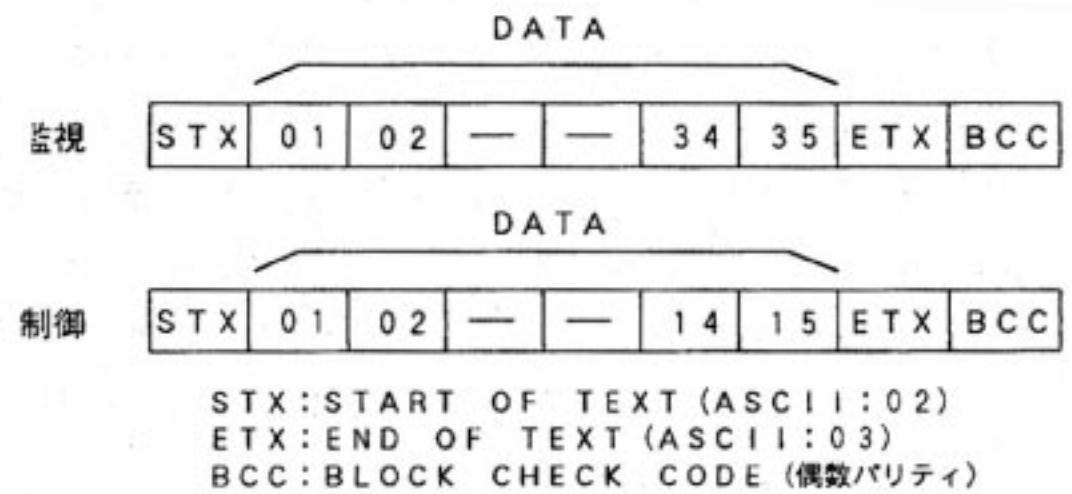 DATA
監視 STX 01 02 — — 34 35 ETX BCC
DATA
制御 STX 01 02 — — 14 15 ETX BCC
STX:START OF TEXT(ASCII:02)
ETX:END OF TEXT(ASCII:03)
BCC:BLOCK CHECK CODE(偶数パリティ)